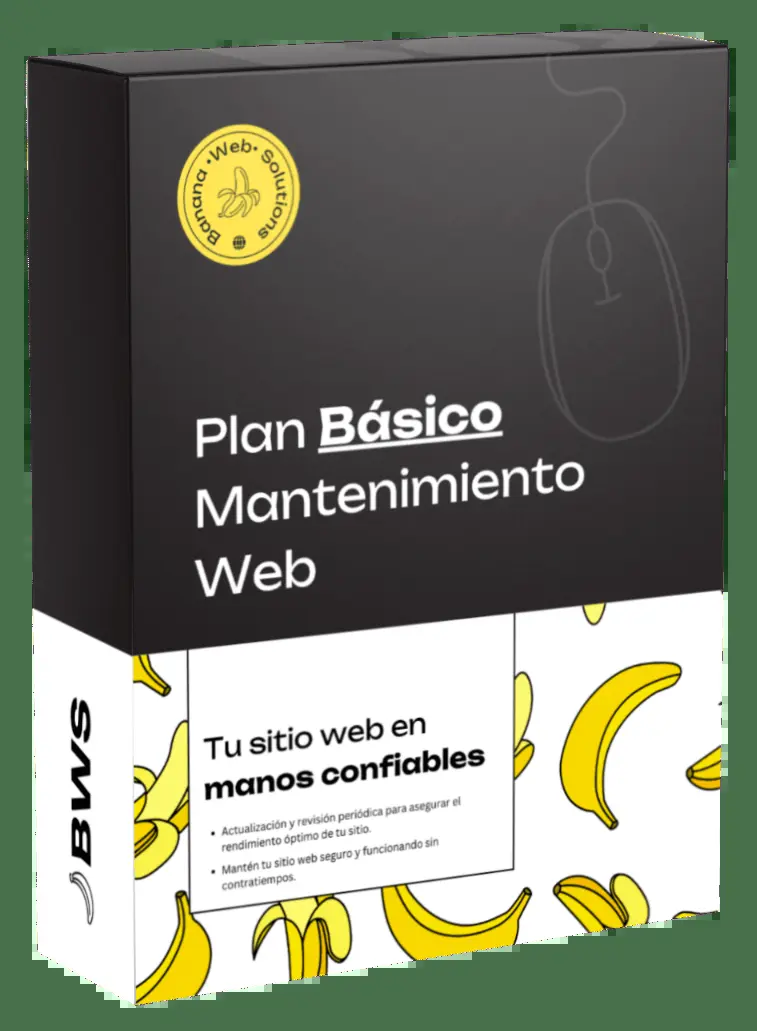 Banana • Web • Solutions
Plan Básico
Mantenimiento
Web
Tu sitio web en
manos confiables
• Actualización y revisión periódica para asegurar el
rendimiento óptimo de tu sitio.
• Mantén tu sitio web seguro y funcionando sin
contratiempos.
BWS